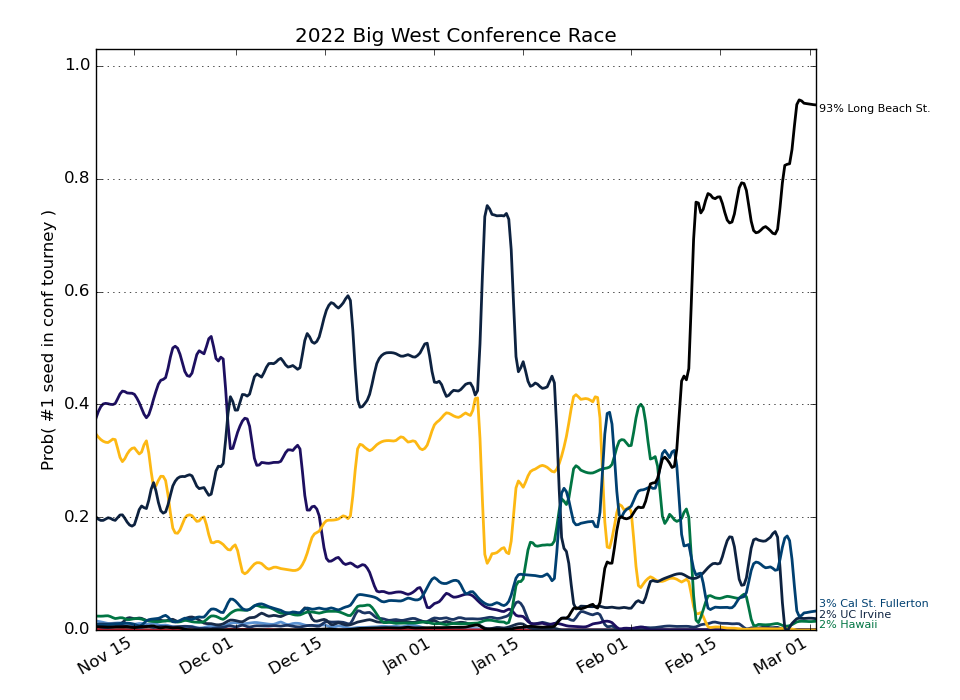 2022 Big West Conference Race
Prob( #1 seed in conf tourney )
1.0
0.8
0.6
0.4
0.2
0.0
Nov 15
Dec 01
Dec 15
Jan 01
Jan 15
Feb 01
Feb 15
Mar 01
93% Long Beach St.
3% Cal St. Fullerton
2% UC Irvine
2% Hawaii